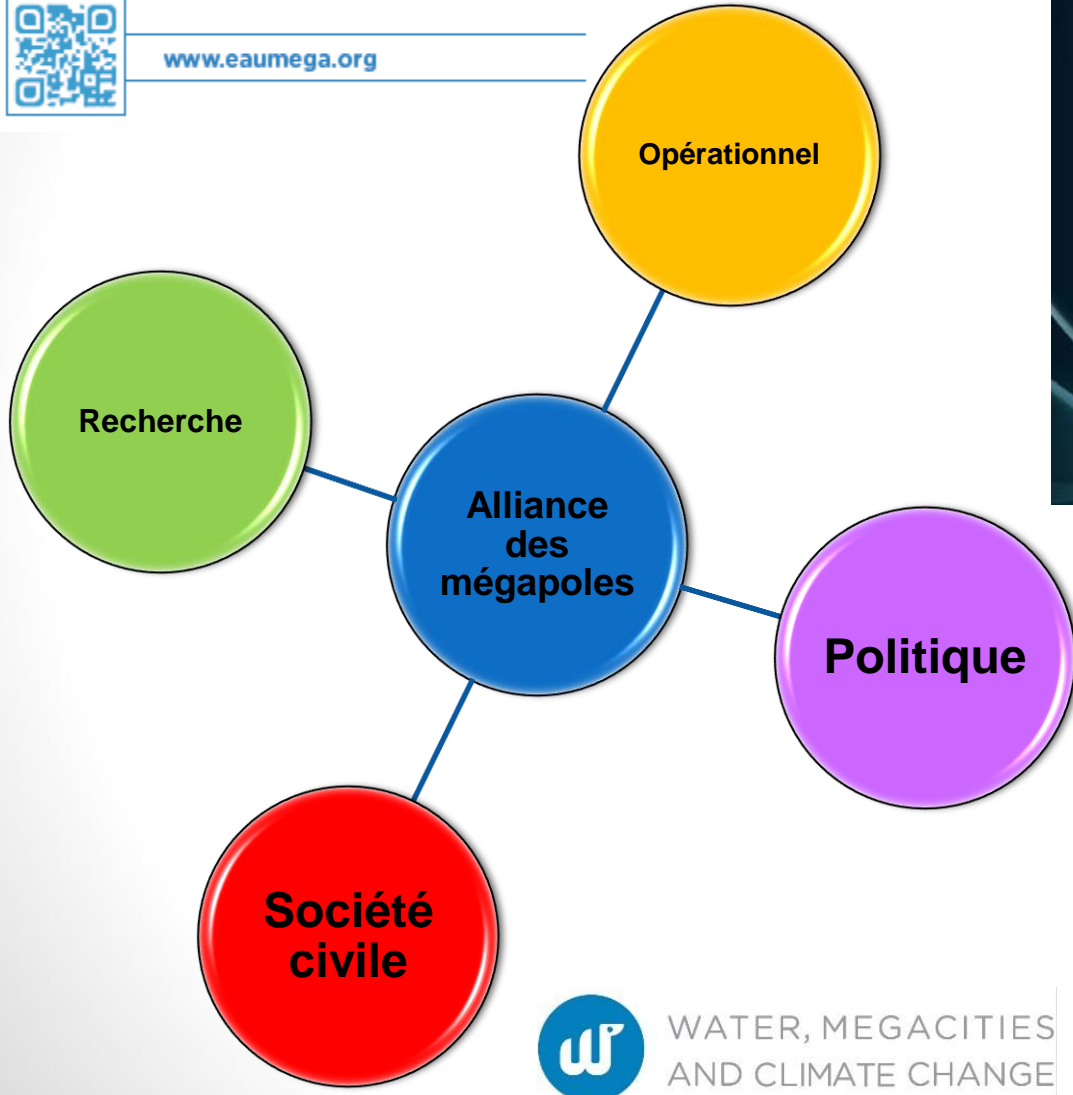 www.eaumega.org
Opérationnel
Recherche
Alliance
des
mégapoles
Politique
Société
civile
WATER, MEGACITIES
AND CLIMATE CHANGE